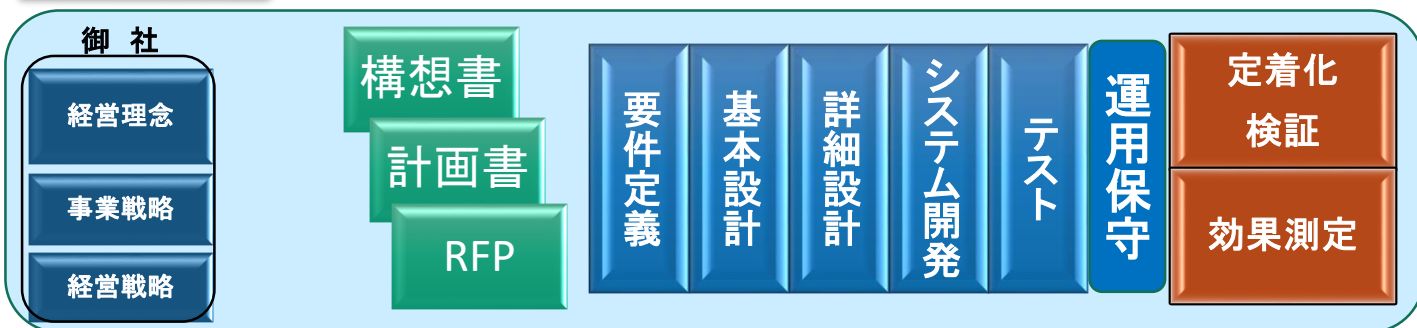 御 社
経営理念
事業戦略
経営戦略
構想書
計画書
RFP
要件定義
基本設計
詳細設計
システム開発
テスト
運用保守
定着化
検証
効果測定